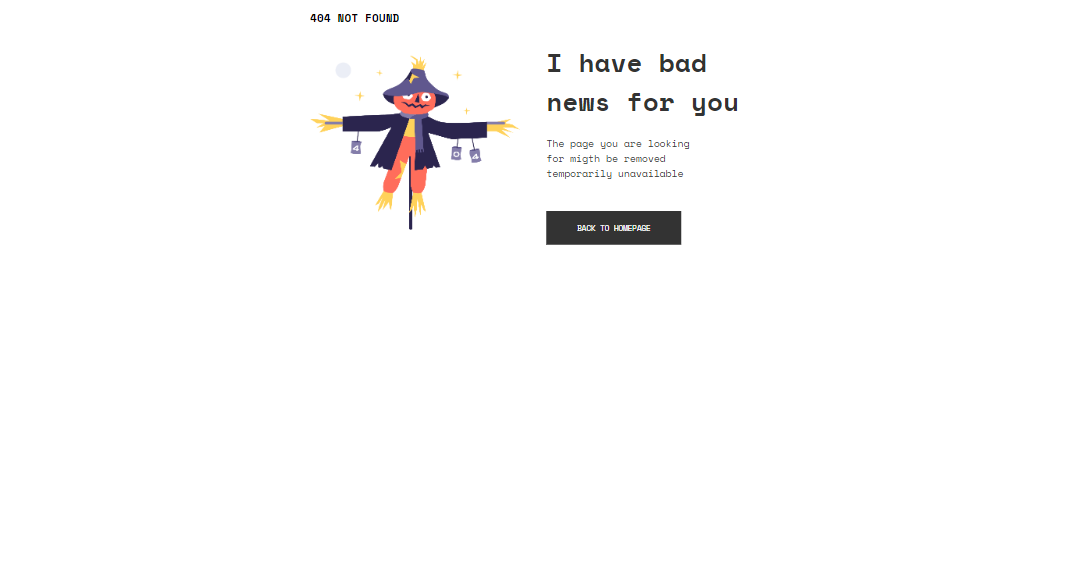 404 NOT FOUND
I have bad
news for you
4
0
4
The page you are looking
for migth be removed
temporarily unavailable
BACK TO HOMEPAGE